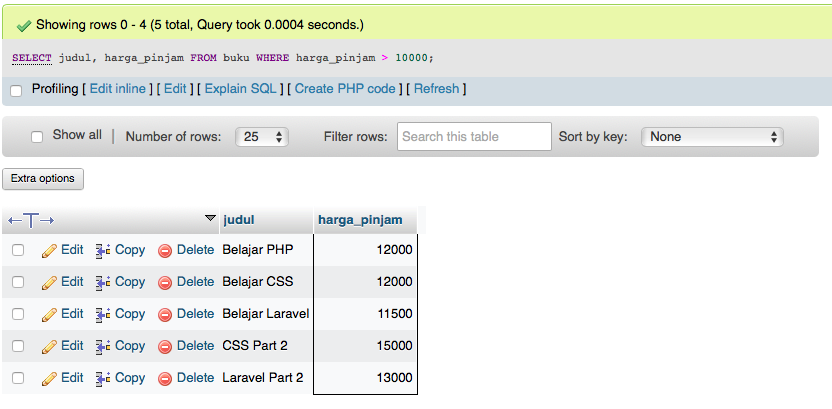 Showing rows 0 - 4 (5 total, Query took 0.0004 seconds.)
SELECT judul, harga_pinjam FROM buku WHERE harga_pinjam > 10000;
Profiling [ Edit inline ] [ Edit ] [ Explain SQL ] [ Create PHP code ] [ Refresh ]
Show all | Number of rows: 25 Filter rows: Search this table Sort by key: None
Extra options
←T→ judul harga_pinjam
Edit Copy Delete Belajar PHP 12000
Edit Copy Delete Belajar CSS 12000
Edit Copy Delete Belajar Laravel 11500
Edit Copy Delete CSS Part 2 15000
Edit Copy Delete Laravel Part 2 13000